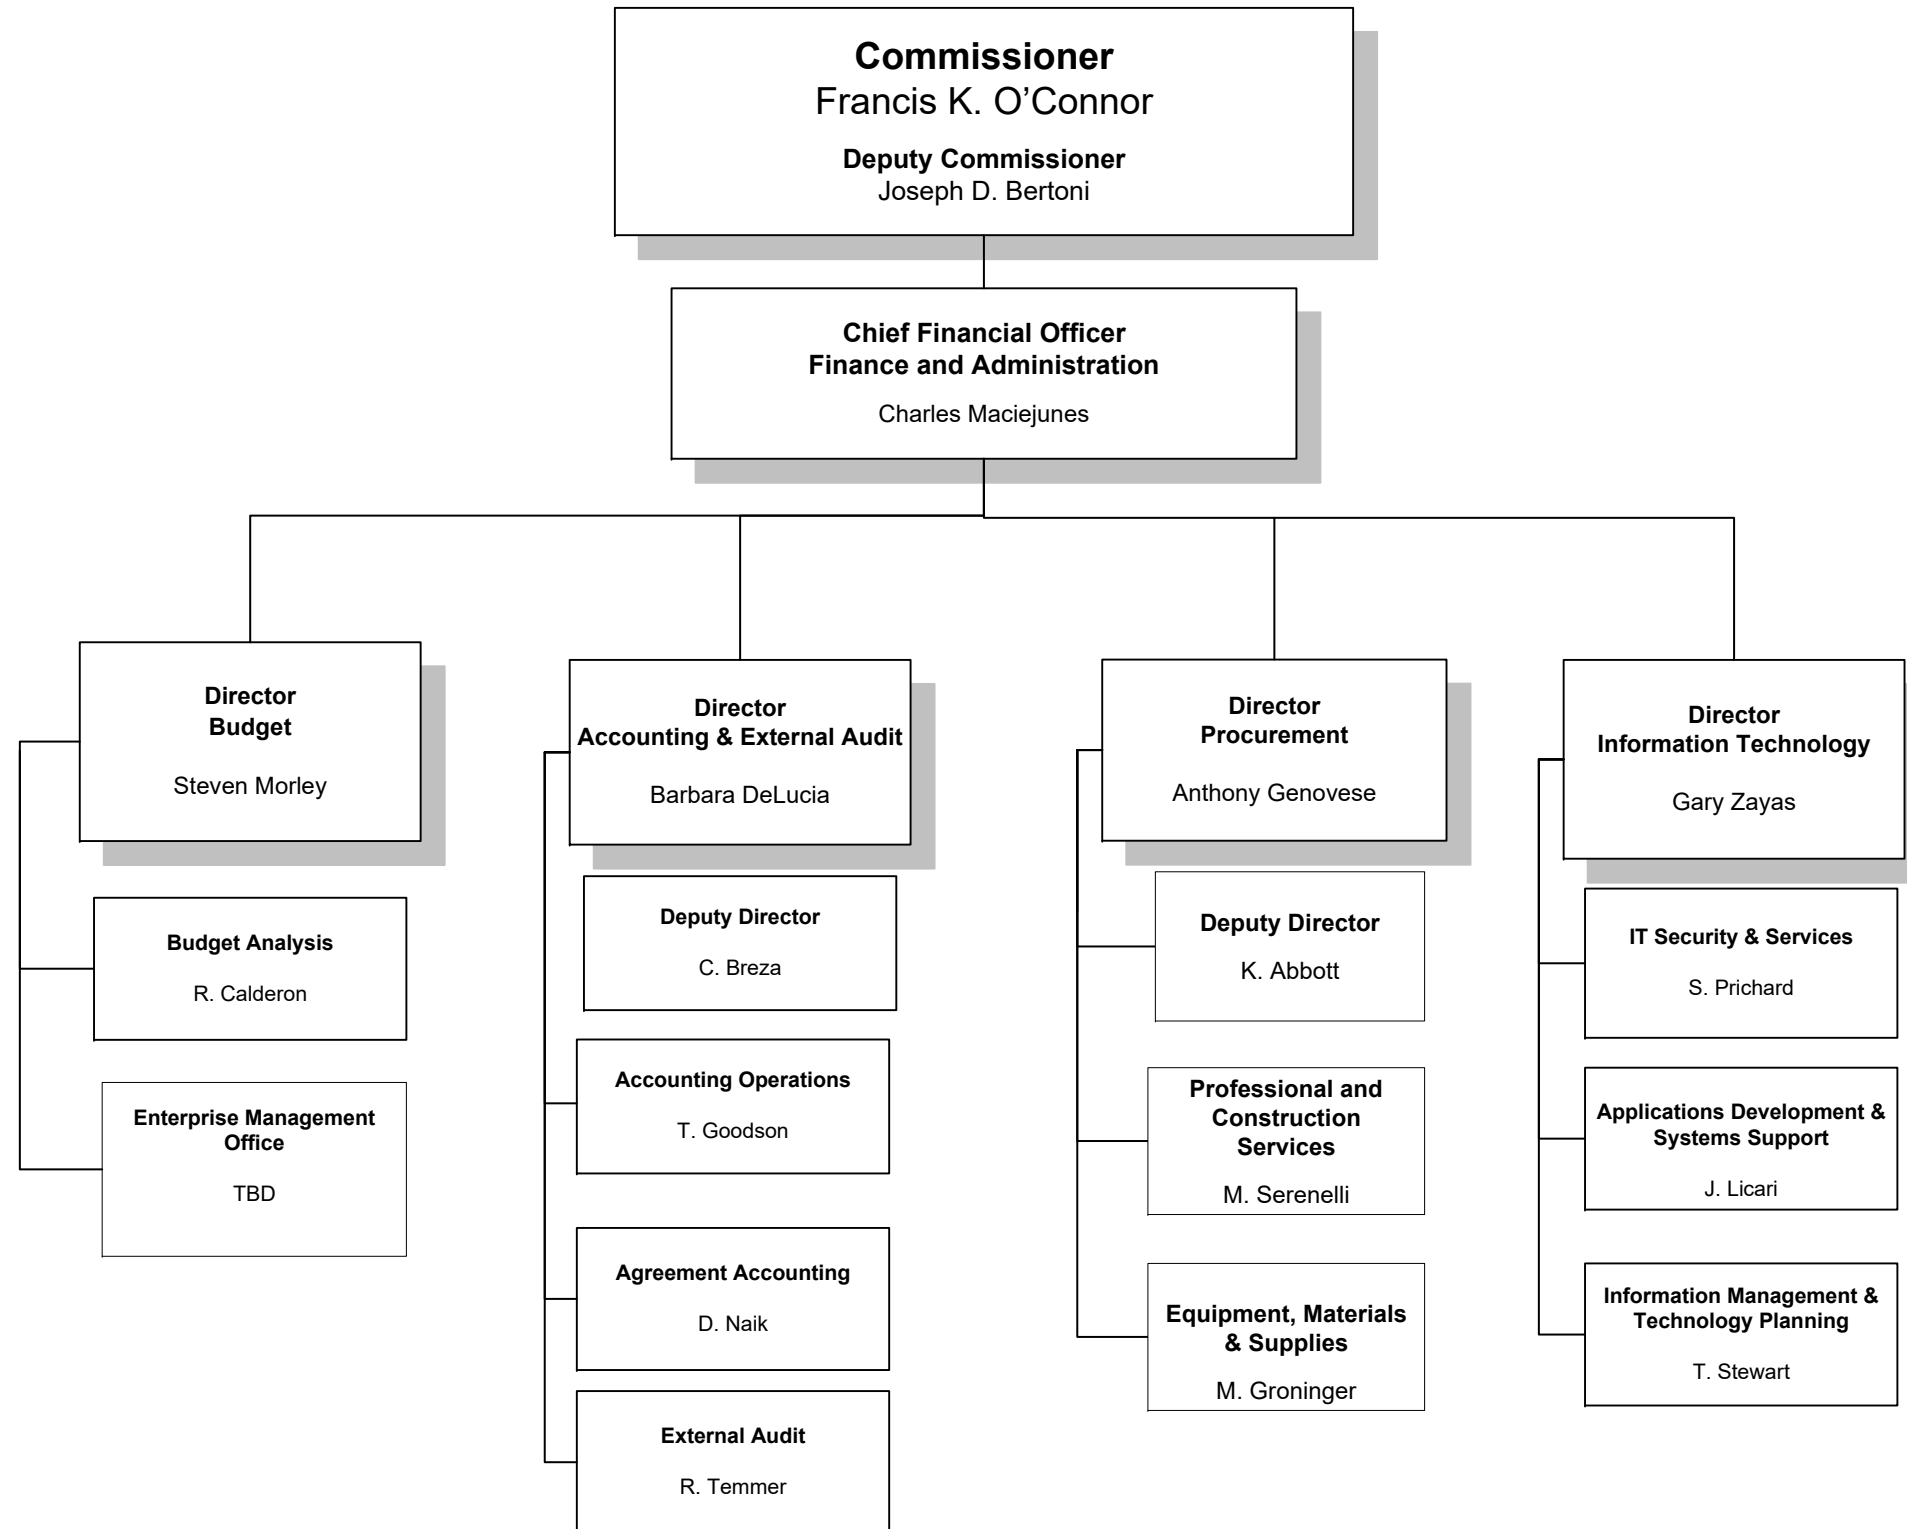 Commissioner
Francis K. O’Connor
Deputy Commissioner
Joseph D. Bertoni
Chief Financial Officer
Finance and Administration
Charles Maciejunes
Director
Budget
Steven Morley
Budget Analysis
R. Calderon
Enterprise Management
Office
TBD
Director
Accounting & External Audit
Barbara DeLucia
Deputy Director
C. Breza
Accounting Operations
T. Goodson
Agreement Accounting
D. Naik
External Audit
R. Temmer
Director
Procurement
Anthony Genovese
Deputy Director
K. Abbott
Professional and
Construction
Services
M. Serenelli
Equipment, Materials
& Supplies
M. Groninger
Director
Information Technology
Gary Zayas
IT Security & Services
S. Prichard
Applications Development &
Systems Support
J. Licari
Information Management &
Technology Planning
T. Stewart